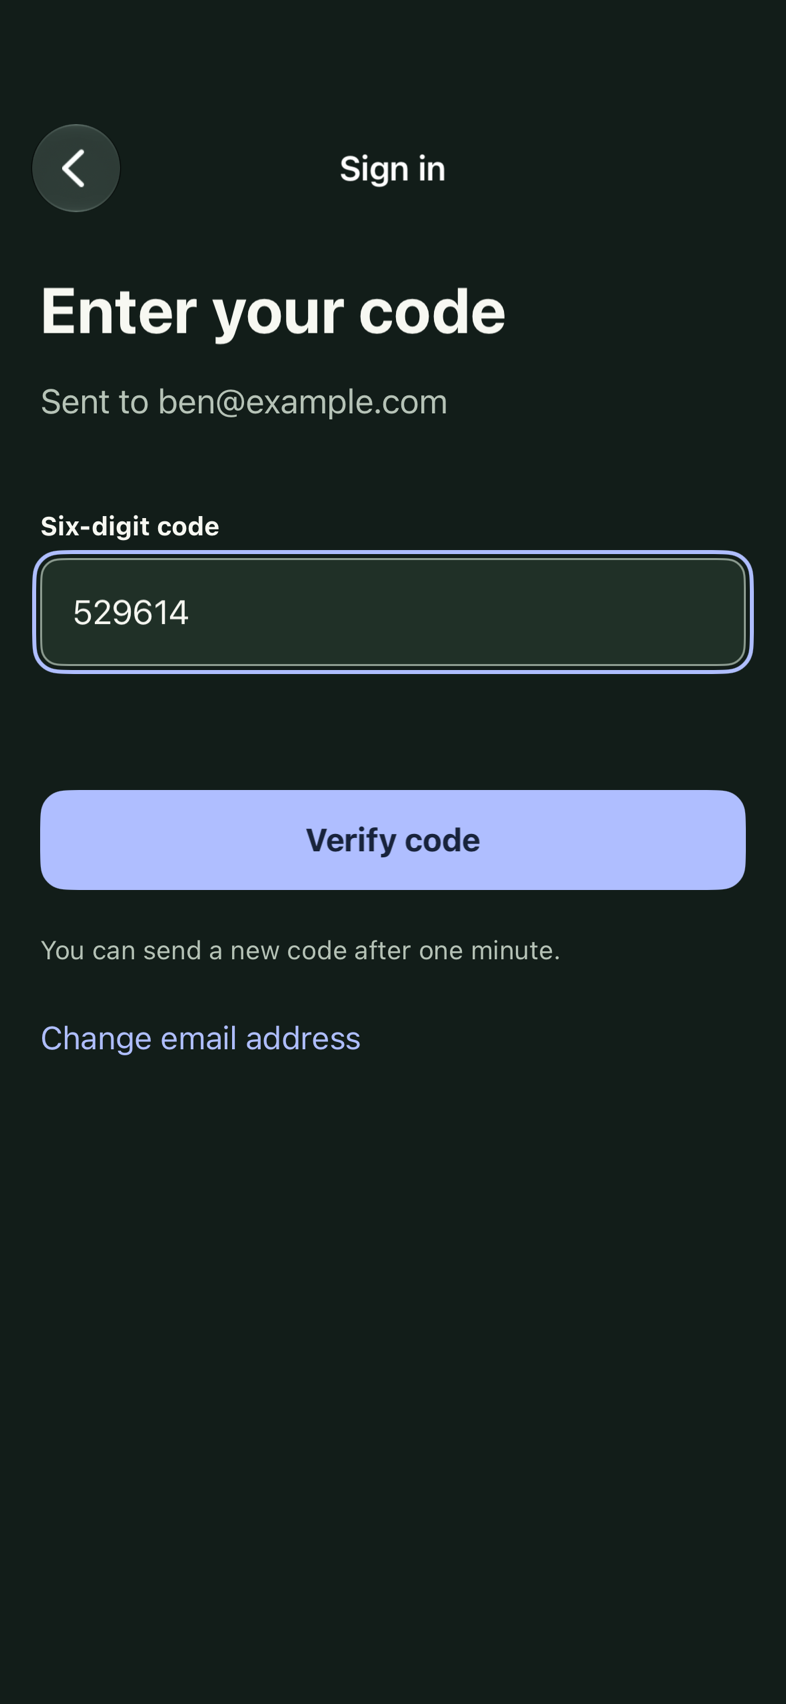 Sign in
Enter your code
Sent to ben@example.com
Six-digit code
529614
Verify code
You can send a new code after one minute.
Change email address